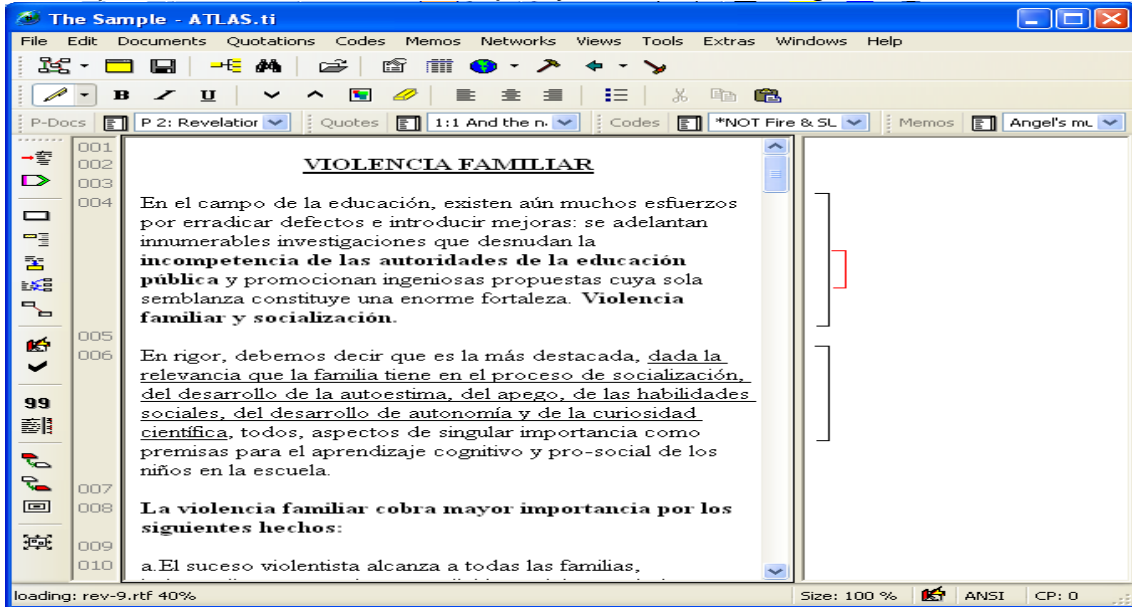 The Sample - ATLAS.ti
File Edit Documents Quotations Codes Memos Networks Views Tools Extras Windows Help
B I U
P-Docs P 2: Revelatior Quotes 1:1 And the n. Codes *NOT Fire & SL Memos Angel's mu
001
002 VIOLENCIA FAMILIAR
003
004 En el campo de la educación, existen aún muchos esfuerzos
por erradicar defectos e introducir mejoras: se adelantan
innumerables investigaciones que desnudan la
incompetencia de las autoridades de la educación
pública y promocionan ingeniosas propuestas cuya sola
semblanza constituye una enorme fortaleza. Violencia
familiar y socialización.
005
006 En rigor, debemos decir que es la más destacada, dada la
relevancia que la familia tiene en el proceso de socialización,
del desarrollo de la autoestima, del apego, de las habilidades
sociales, del desarrollo de autonomía y de la curiosidad
científica, todos, aspectos de singular importancia como
premisas para el aprendizaje cognitivo y pro-social de los
niños en la escuela.
007
008 La violencia familiar cobra mayor importancia por los
siguientes hechos:
009
010 a.El suceso violentista alcanza a todas las familias,
99
loading: rev-9.rtf 40% Size: 100 % ANSI CP: 0